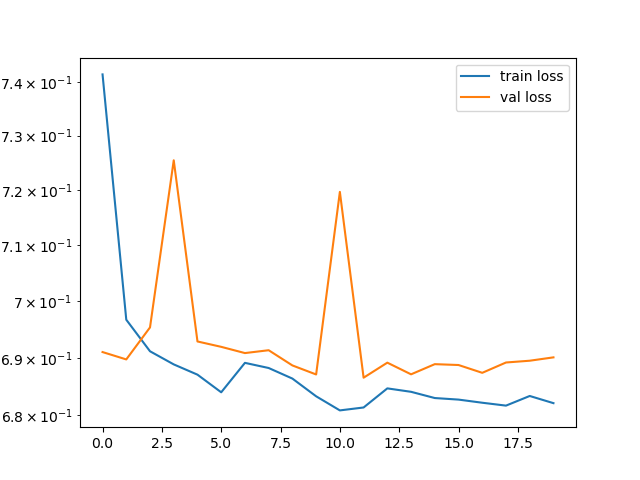 7.4 × 10⁻¹
7.3 × 10⁻¹
7.2 × 10⁻¹
7.1 × 10⁻¹
7 × 10⁻¹
6.9 × 10⁻¹
6.8 × 10⁻¹
train loss
val loss
0.0 2.5 5.0 7.5 10.0 12.5 15.0 17.5